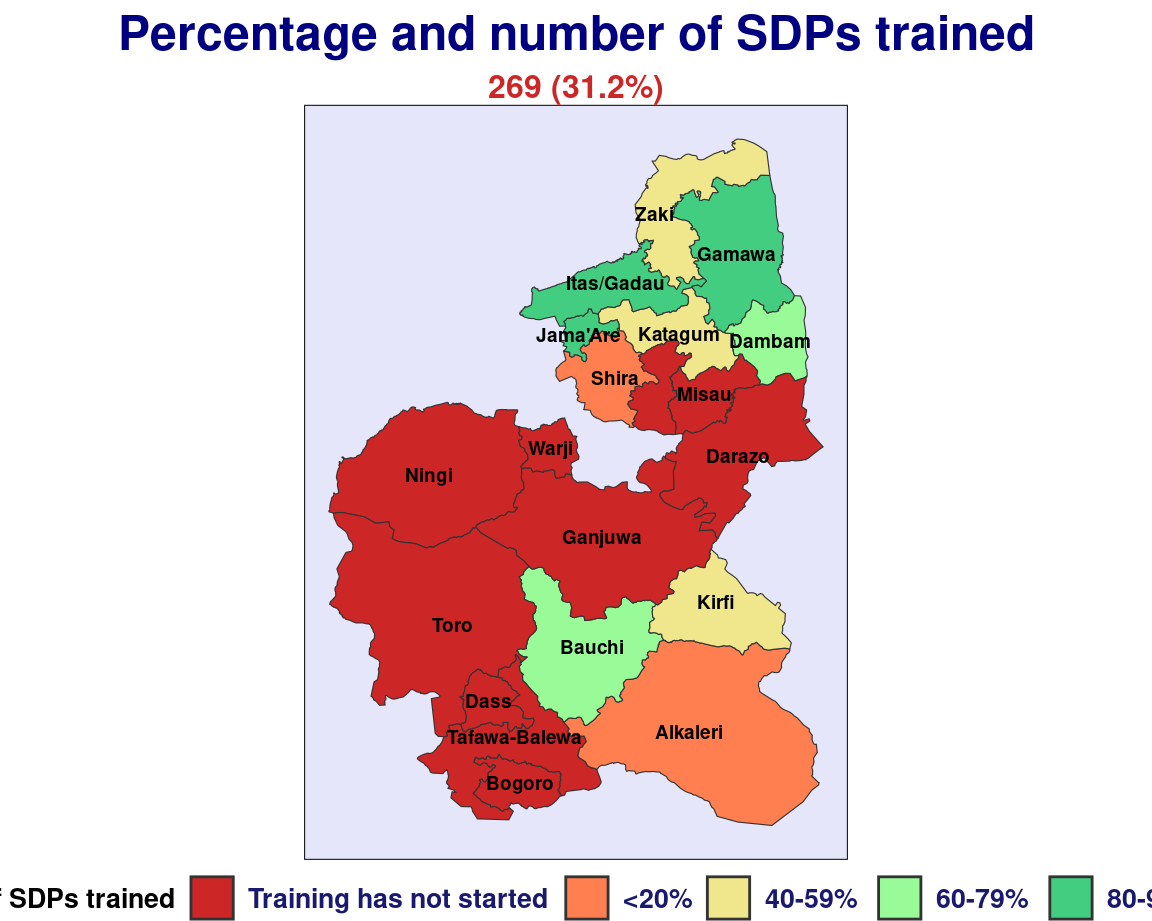 Percentage and number of SDPs trained
269 (31.2%)
Zaki
Gamawa
Itas/Gadau
Jama'Are
Katagum
Dambam
Shira
Misau
Warji
Darazo
Ningi
Ganjuwa
Kirfi
Toro
Bauchi
Dass
Alkaleri
Tafawa-Balewa
Bogoro
SDPs trained Training has not started <20% 40-59% 60-79%